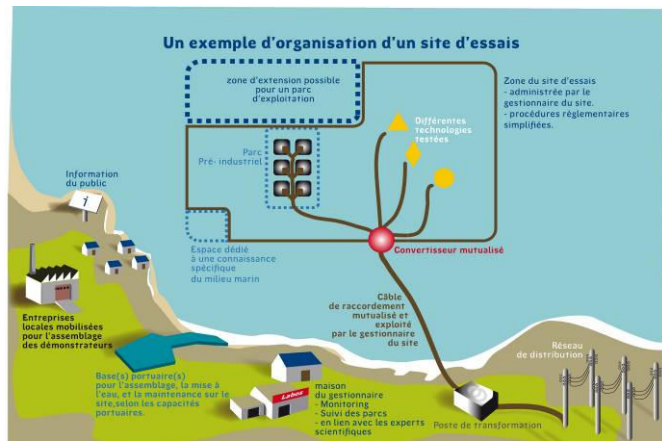 Un exemple d'organisation d'un site d'essais
zone d'extension possible
pour un parc
d'exploitation
Zone du site d'essais
- administrée par le
gestionnaire du site.
- procédures règlementaires
simplifiées.
Différentes
technologies
testées
Parc
Pré- industriel
Information
du public
i
Espace dédié
à une connaissance
spécifique
du milieu marin
Convertisseur mutualisé
Câble
de raccordement
mutualisé et
exploité
par le gestionnaire
du site
Entreprises
locales mobilisées
pour l'assemblage
des démonstrateurs
Réseau
de distribution
Base(s) portuaire(s)
pour l'assemblage, la mise à
l'eau, et la maintenance sur le
site, selon les capacités
portuaires.
Labos
maison
du gestionnaire
- Monitoring
- Suivi des parcs
- en lien avec les experts
scientifiques
Poste de transformation